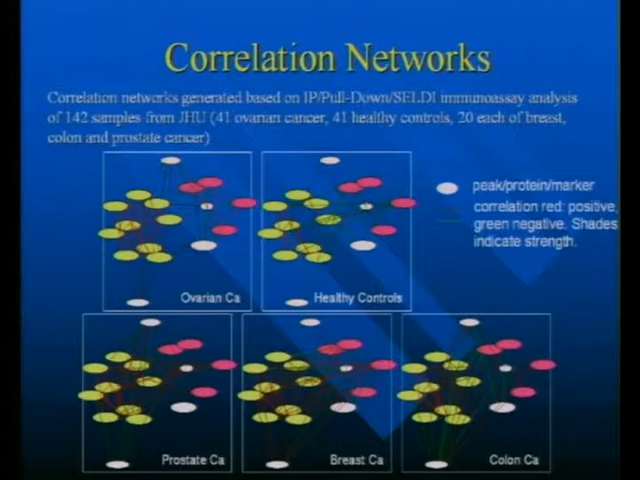 Correlation Networks
Correlation networks generated based on IP/Pull-Down/SELDI immunoassay analysis
of 142 samples from JHU (41 ovarian cancer, 41 healthy controls, 20 each of breast,
colon and prostate cancer)
peak/protein/marker
correlation red: positive,
green negative. Shades
indicate strength.
Ovarian Ca
Healthy Controls
Prostate Ca
Breast Ca
Colon Ca